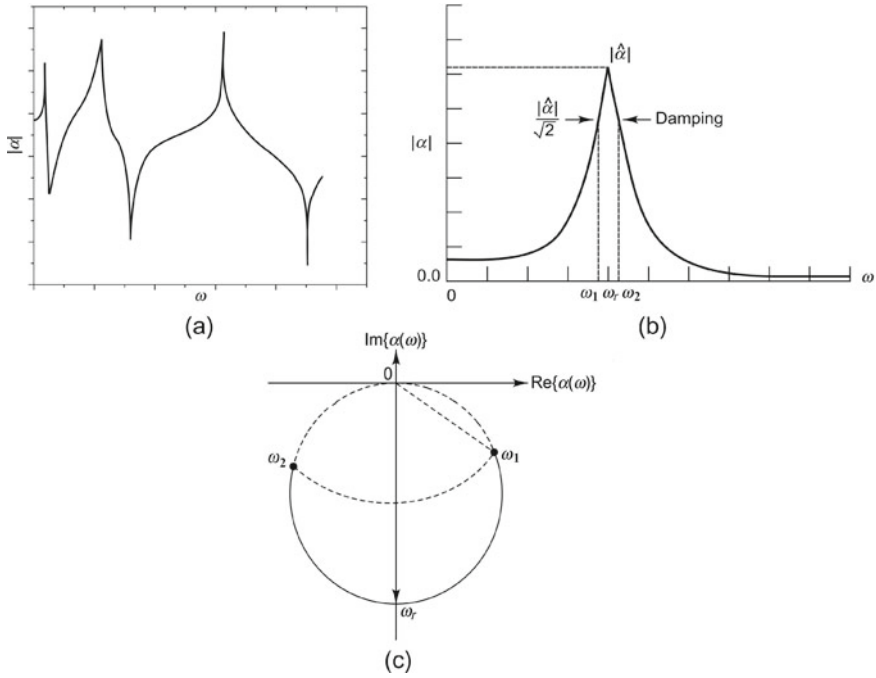 |α|
ω
(a)
|α̂|
|α̂|
√2
Damping
|α|
0.0
0
ω₁ ωᵣ ω₂
ω
(b)
Im{α(ω)}
0
Re{α(ω)}
ω₂
ω₁
ωᵣ
(c)